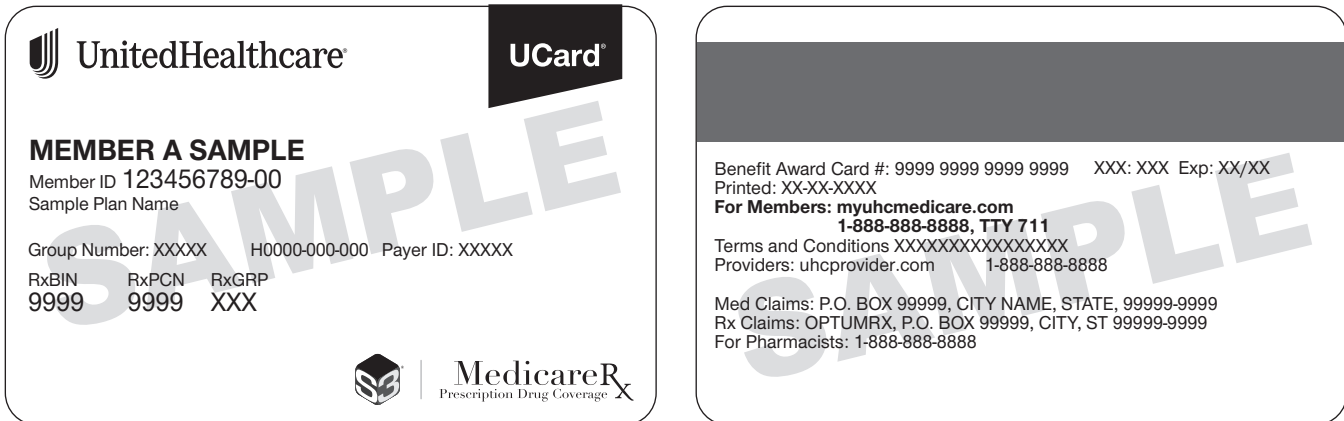 UnitedHealthcare®
UCard®
MEMBER A SAMPLE
Member ID 123456789-00
Sample Plan Name
Group Number: XXXXX H0000-000-000 Payer ID: XXXXX
RxBIN RxPCN RxGRP
9999 9999 XXX
SAMPLE
S3
MedicareRx
Prescription Drug Coverage
Benefit Award Card #: 9999 9999 9999 9999 XXX: XXX Exp: XX/XX
Printed: XX-XX-XXXX
For Members: myuhcmedicare.com
1-888-888-8888, TTY 711
Terms and Conditions XXXXXXXXXXXXXXXX
Providers: uhcprovider.com 1-888-888-8888
Med Claims: P.O. BOX 99999, CITY NAME, STATE, 99999-9999
Rx Claims: OPTUMRX, P.O. BOX 99999, CITY, ST 99999-9999
For Pharmacists: 1-888-888-8888
SAMPLE